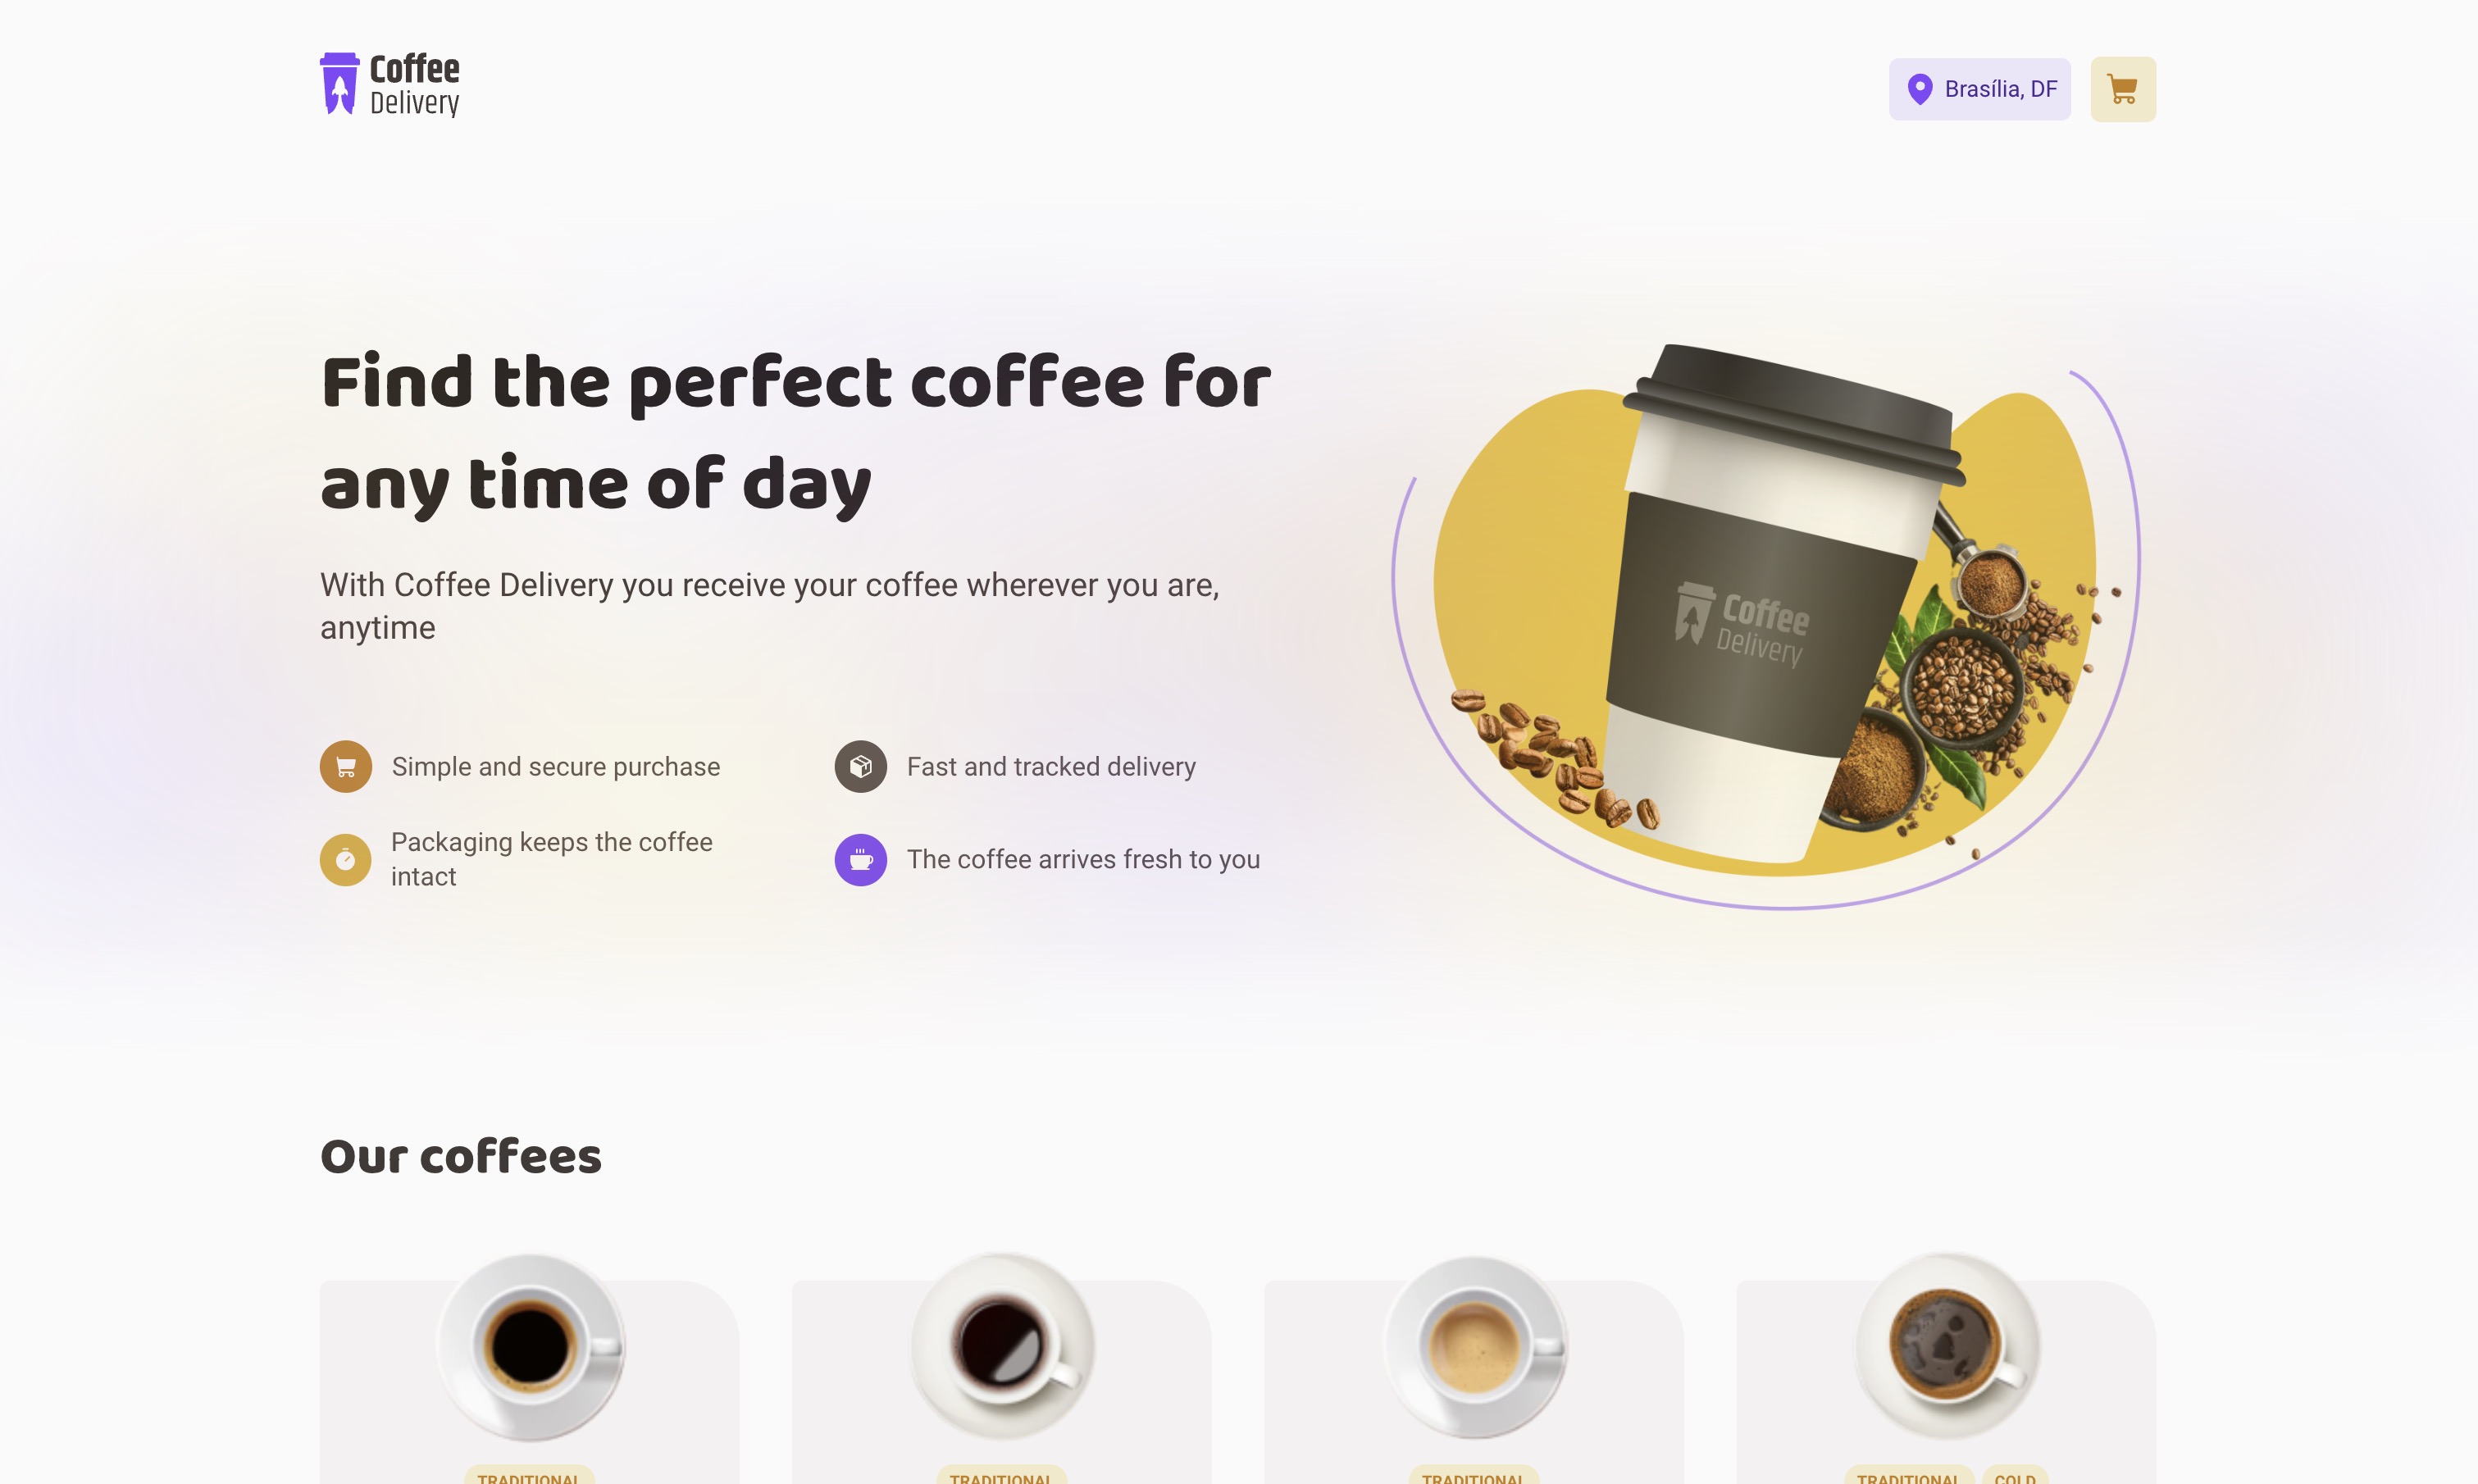 Coffee
Delivery
Brasília, DF
Find the perfect coffee for
any time of day
With Coffee Delivery you receive your coffee wherever you are,
anytime
Coffee
Delivery
Simple and secure purchase
Fast and tracked delivery
Packaging keeps the coffee
intact
The coffee arrives fresh to you
Our coffees
TRADITIONAL
TRADITIONAL
TRADITIONAL
TRADITIONAL
COLD